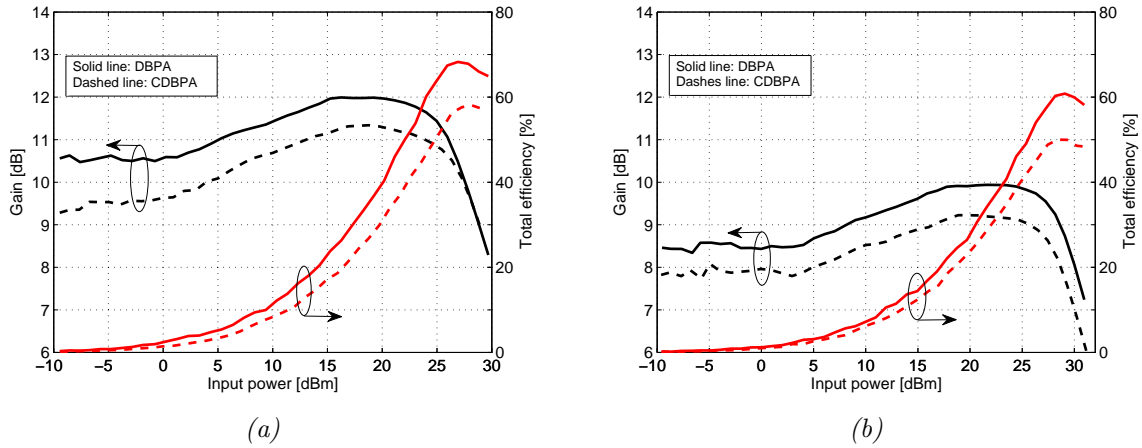 14
13
12
11
10
9
8
7
6
80
60
40
20
0
−10 −5 0 5 10 15 20 25 30
Gain [dB]
Total efficiency [%]
Input power [dBm]
Solid line: DBPA
Dashed line: CDBPA
(a)
14
13
12
11
10
9
8
7
6
80
60
40
20
0
−10 −5 0 5 10 15 20 25 30
Gain [dB]
Total efficiency [%]
Input power [dBm]
Solid line: DBPA
Dashes line: CDBPA
(b)